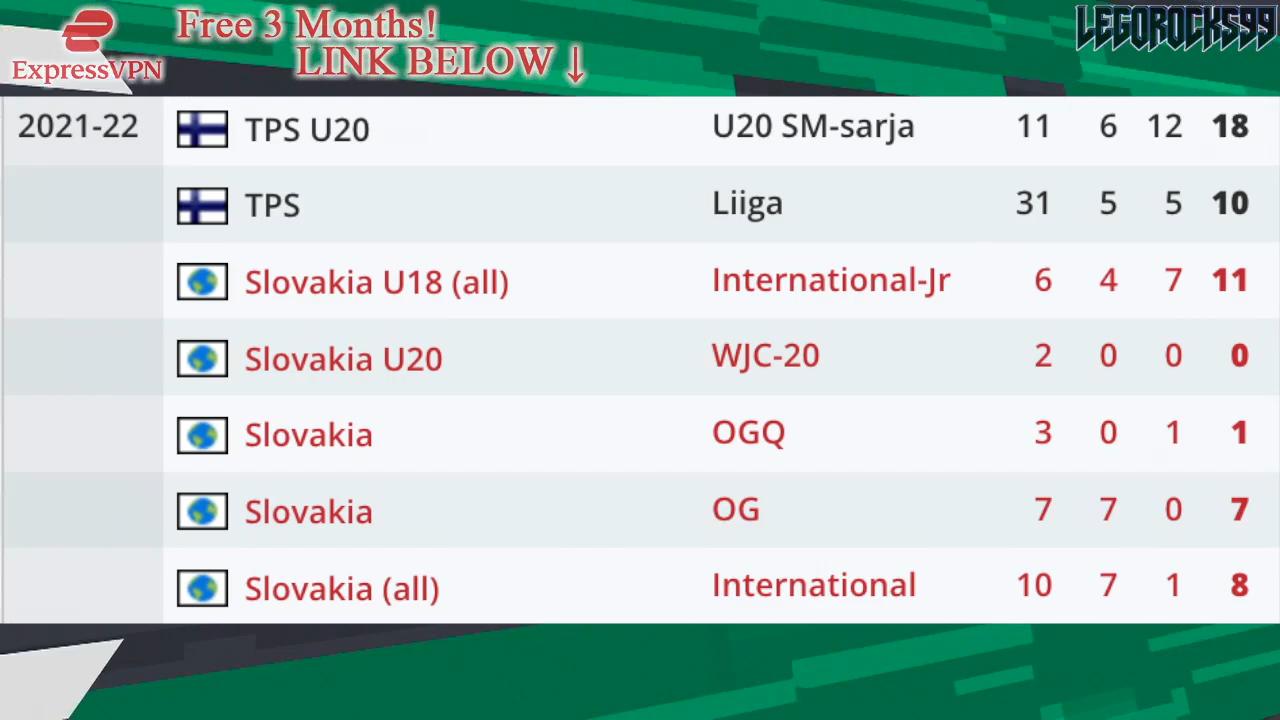 Free 3 Months!
LINK BELOW ↓
ExpressVPN
LEGOROCKS99
2021-22 TPS U20 U20 SM-sarja 11 6 12 18
TPS Liiga 31 5 5 10
Slovakia U18 (all) International-Jr 6 4 7 11
Slovakia U20 WJC-20 2 0 0 0
Slovakia OGQ 3 0 1 1
Slovakia OG 7 7 0 7
Slovakia (all) International 10 7 1 8